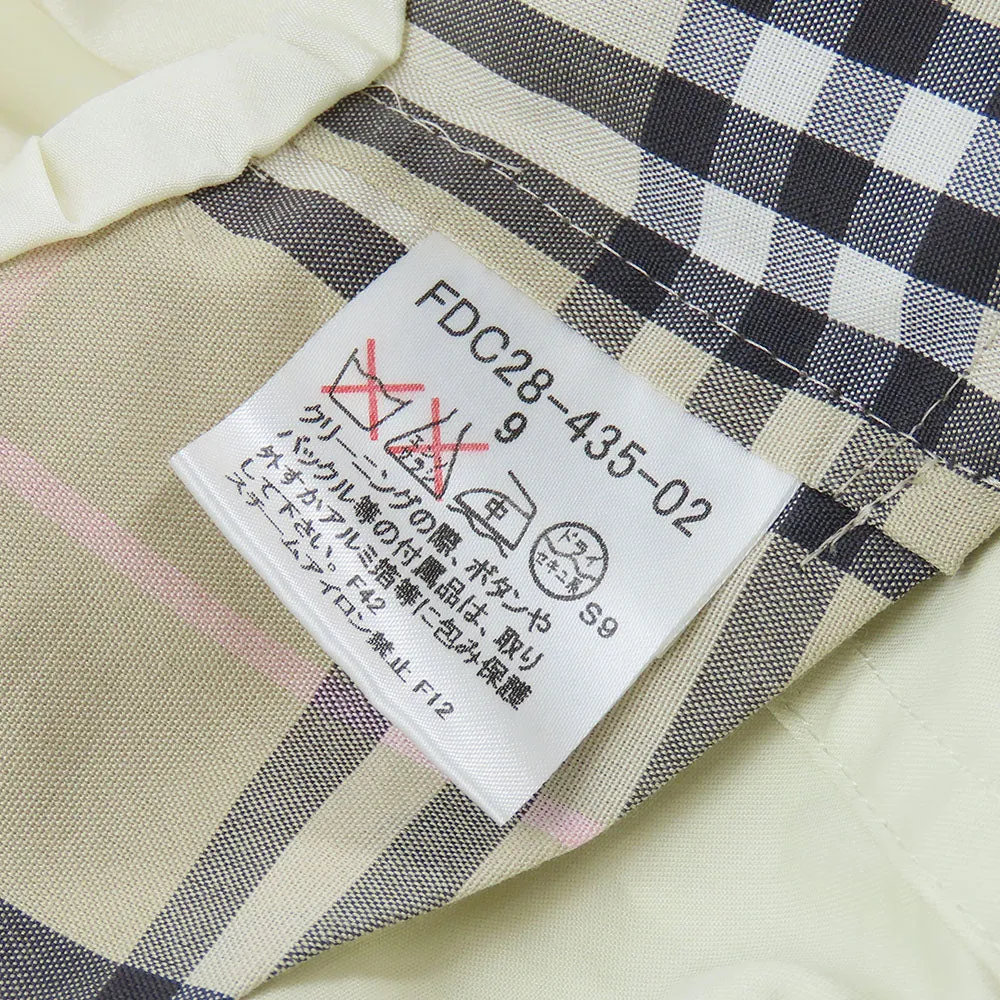 FDC28-435-02
9
エンソ
サラシ
中
ドライ
セキユ系
S9
クリーニングの際、ボタンや
バックル等の付属品は、取り
外すかアルミ箔等に包み保護
して下さい。F42
スチームアイロン禁止 F12